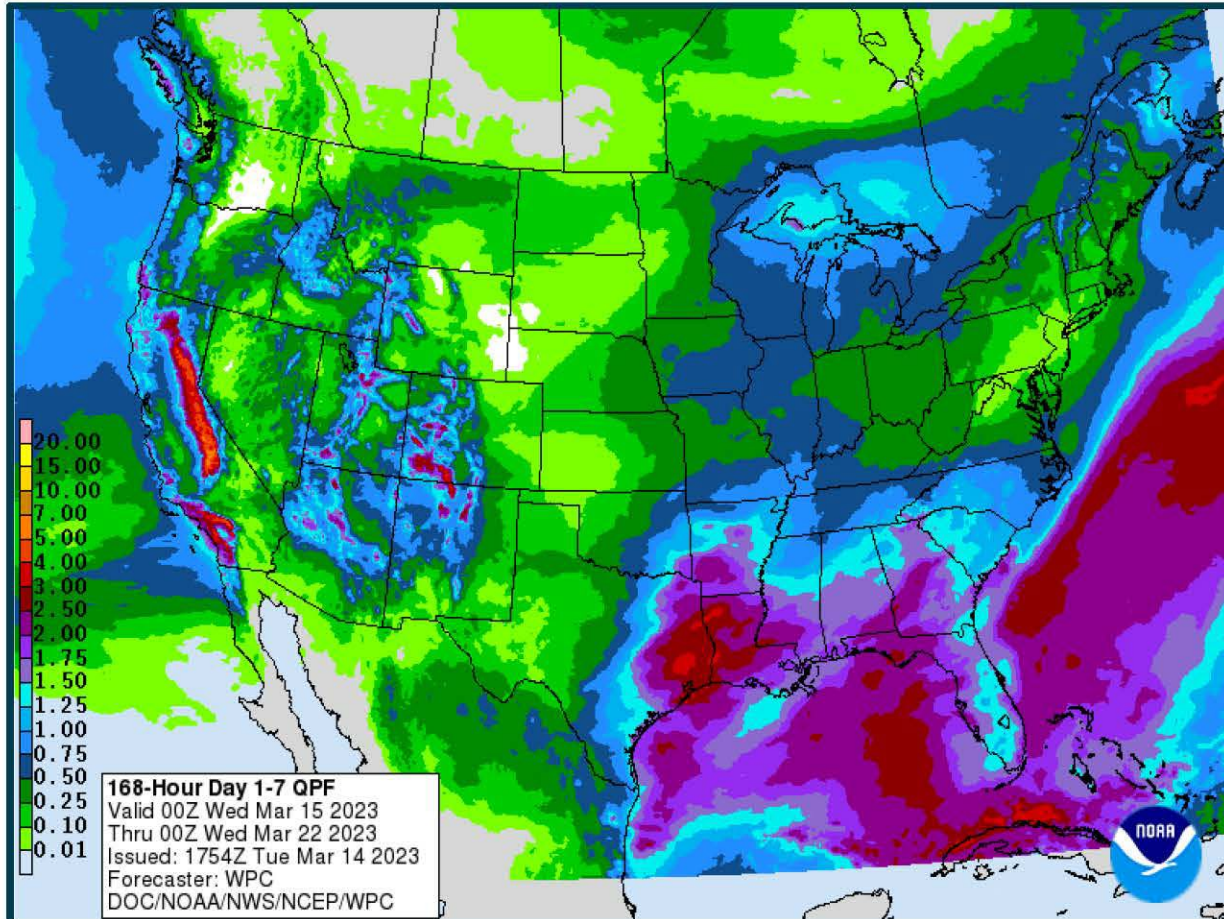 20.00
15.00
10.00
7.00
5.00
4.00
3.00
2.50
2.00
1.75
1.50
1.25
1.00
0.75
0.50
0.25
0.10
0.01
168-Hour Day 1-7 QPF
Valid 00Z Wed Mar 15 2023
Thru 00Z Wed Mar 22 2023
Issued: 1754Z Tue Mar 14 2023
Forecaster: WPC
DOC/NOAA/NWS/NCEP/WPC
NOAA